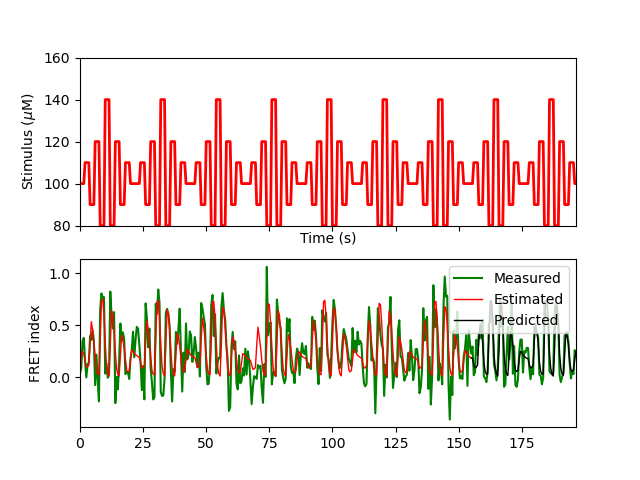 160
140
120
100
80
Stimulus (μM)
Time (s)
1.0
0.5
0.0
FRET index
Measured
Estimated
Predicted
0 25 50 75 100 125 150 175